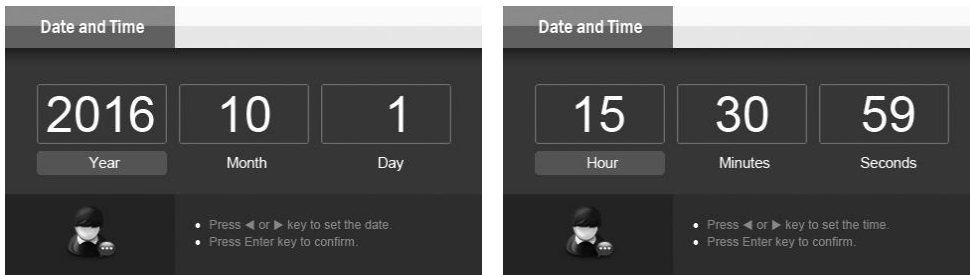 Date and Time
2016 10 1
Year Month Day
Press ◀ or ▶ key to set the date.
Press Enter key to confirm.
Date and Time
15 30 59
Hour Minutes Seconds
Press ◀ or ▶ key to set the time.
Press Enter key to confirm.